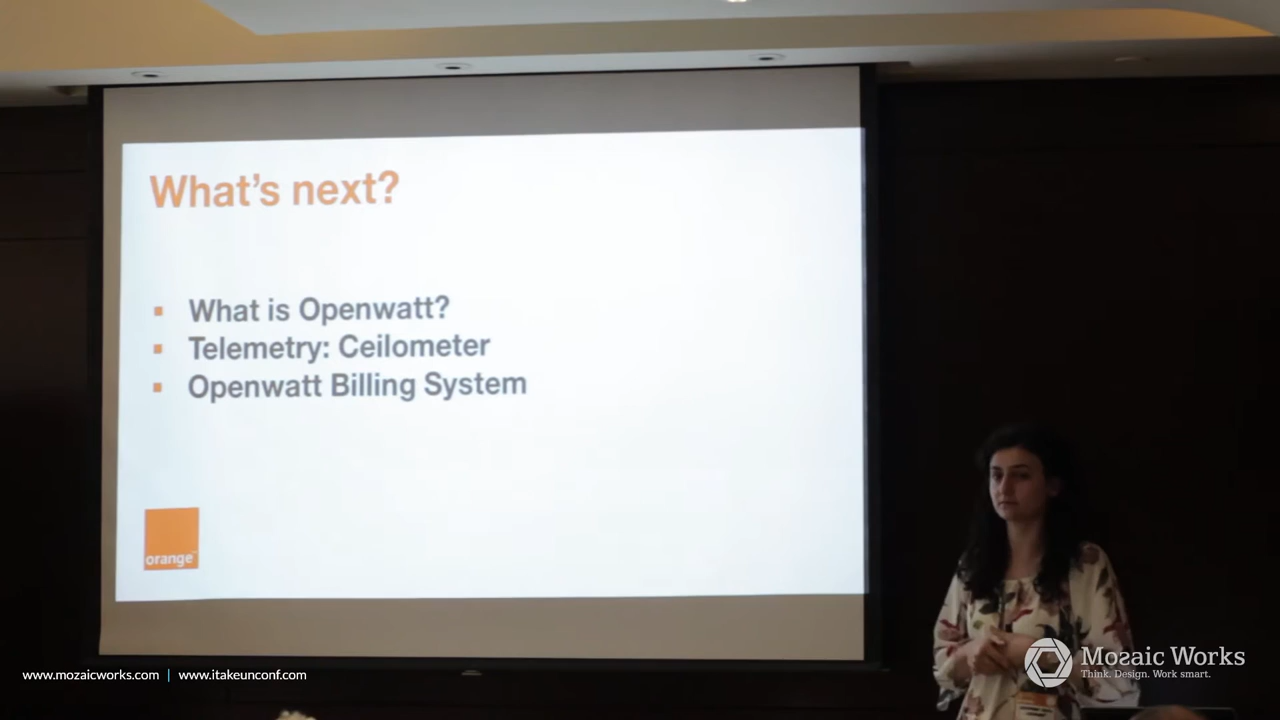 What's next?
What is Openwatt?
Telemetry: Ceilometer
Openwatt Billing System
orange™
Mozaic Works
Think. Design. Work smart.
www.mozaicworks.com | www.itakeunconf.com